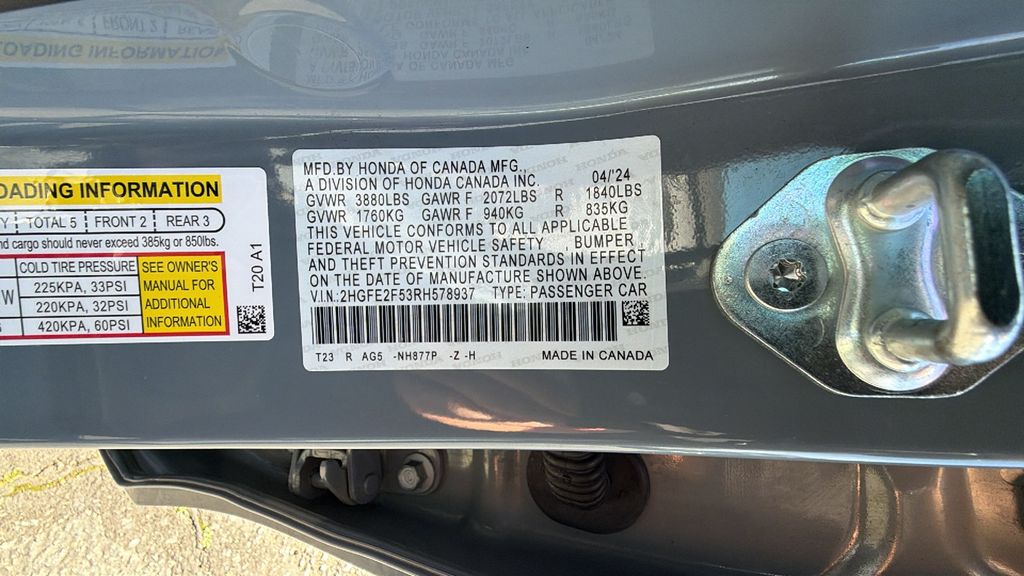 OADING INFORMATION
Y TOTAL 5 FRONT 2 REAR 3
nd cargo should never exceed 385kg or 850lbs.
COLD TIRE PRESSURE SEE OWNER'S
W 225KPA, 33PSI MANUAL FOR
220KPA, 32PSI ADDITIONAL
420KPA, 60PSI INFORMATION
T20 A1
MFD.BY HONDA OF CANADA MFG.,
A DIVISION OF HONDA CANADA INC. 04/'24
GVWR 3880LBS GAWR F 2072LBS R 1840LBS
GVWR 1760KG GAWR F 940KG R 835KG
THIS VEHICLE CONFORMS TO ALL APPLICABLE
FEDERAL MOTOR VEHICLE SAFETY , BUMPER,
AND THEFT PREVENTION STANDARDS IN EFFECT
ON THE DATE OF MANUFACTURE SHOWN ABOVE.
V.I.N.:2HGFE2F53RH578937 TYPE: PASSENGER CAR
T23 R AG5 -NH877P -Z -H MADE IN CANADA